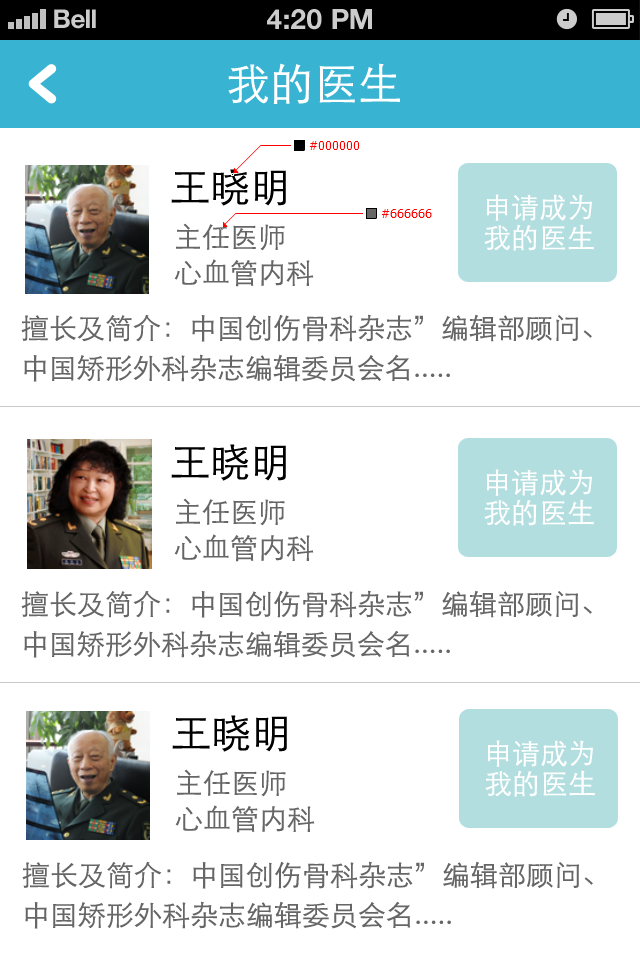 Bell 4:20 PM
我的医生
#000000
王晓明
#666666
主任医师
心血管内科
申请成为
我的医生
擅长及简介：中国创伤骨科杂志”编辑部顾问、
中国矫形外科杂志编辑委员会名.....
王晓明
主任医师
心血管内科
申请成为
我的医生
擅长及简介：中国创伤骨科杂志”编辑部顾问、
中国矫形外科杂志编辑委员会名.....
王晓明
主任医师
心血管内科
申请成为
我的医生
擅长及简介：中国创伤骨科杂志”编辑部顾问、
中国矫形外科杂志编辑委员会名.....